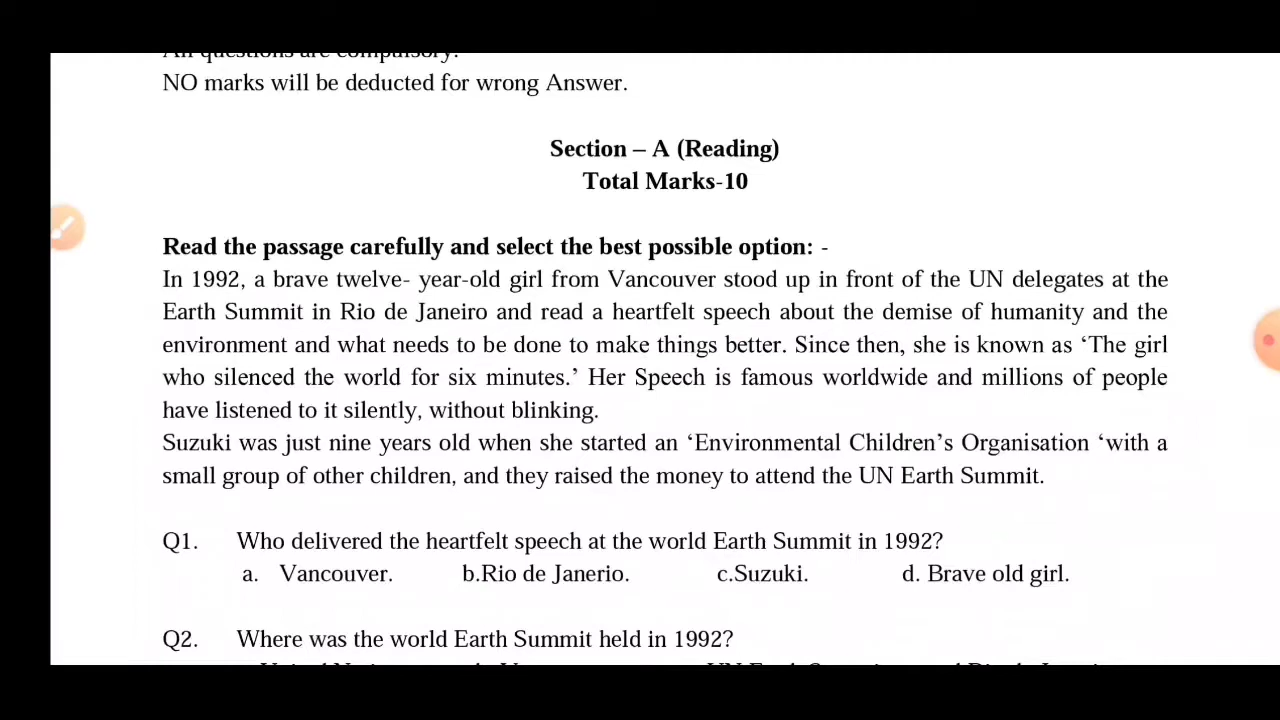 All questions are compulsory.
NO marks will be deducted for wrong Answer.
Section – A (Reading)
Total Marks-10
Read the passage carefully and select the best possible option: -
In 1992, a brave twelve- year-old girl from Vancouver stood up in front of the UN delegates at the
Earth Summit in Rio de Janeiro and read a heartfelt speech about the demise of humanity and the
environment and what needs to be done to make things better. Since then, she is known as ‘The girl
who silenced the world for six minutes.’ Her Speech is famous worldwide and millions of people
have listened to it silently, without blinking.
Suzuki was just nine years old when she started an ‘Environmental Children’s Organisation ‘with a
small group of other children, and they raised the money to attend the UN Earth Summit.
Q1. Who delivered the heartfelt speech at the world Earth Summit in 1992?
a. Vancouver. b.Rio de Janerio. c.Suzuki. d. Brave old girl.
Q2. Where was the world Earth Summit held in 1992?